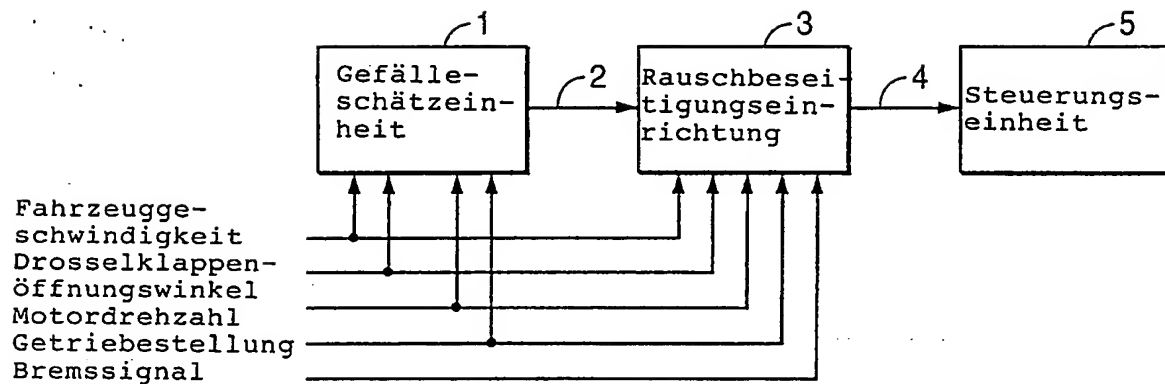 1
3
5
Gefälle-
schätzein-
heit
2
Rauschbesei-
tigungsein-
richtung
4
Steuerungs-
einheit
Fahrzeugge-
schwindigkeit
Drosselklappen-
öffnungswinkel
Motordrehzahl
Getriebestellung
Bremssignal